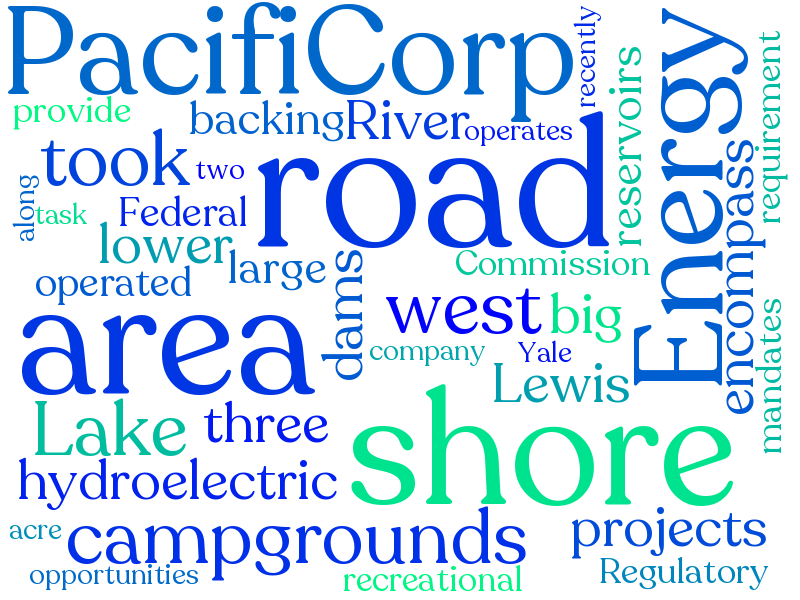 PacifiCorp
recently
Energy
requirement
provide
backing
River
operates
reservoirs
took
two
road
encompass
along
task
Federal
lower
large
Commission
operated
dams
west
big
mandates
area
company
Yale
Lewis
Lake
three
shore
hydroelectric
acre
campgrounds
projects
opportunities
recreational
Regulatory